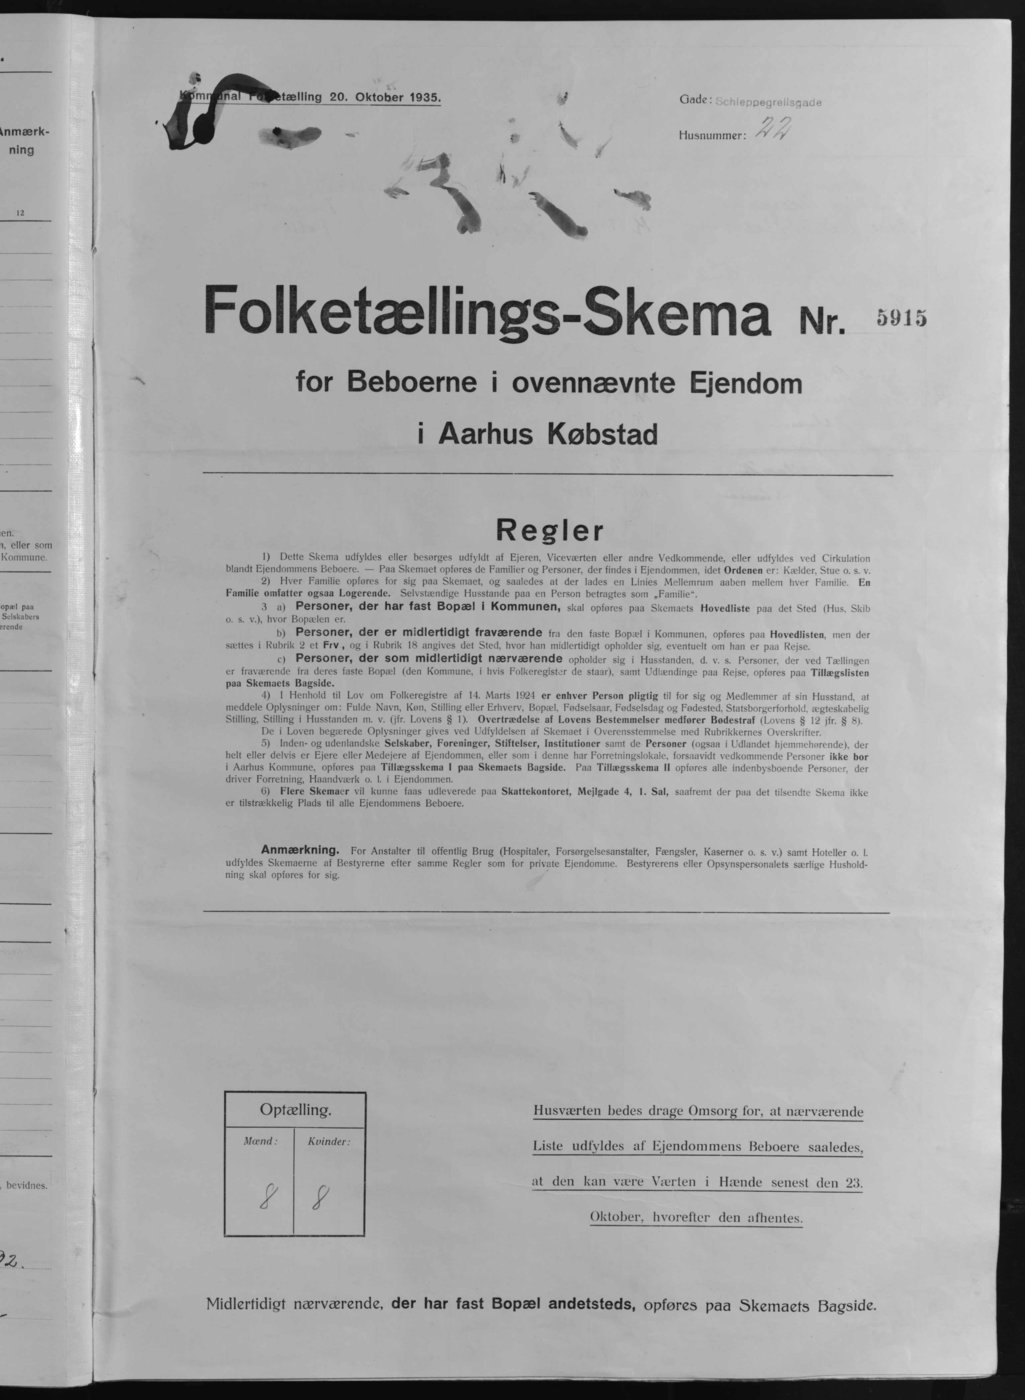 .
Anmærk-
ning
12
en.
n, eller som
Kommune.
opæl paa
Selskabers
ærende
, bevidnes.
Kommunal Folketælling 20. Oktober 1935.
Gade: Schleppegrellsgade
Husnummer: 22
Folketællings-Skema Nr. 5915
for Beboerne i ovennævnte Ejendom
i Aarhus Købstad
Regler
1) Dette Skema udfyldes eller besørges udfyldt af Ejeren, Viceværten eller andre Vedkommende, eller udfyldes ved Cirkulation
blandt Ejendommens Beboere. — Paa Skemaet opføres de Familier og Personer, der findes i Ejendommen, idet Ordenen er: Kælder, Stue o. s. v.
2) Hver Familie opføres for sig paa Skemaet, og saaledes at der lades en Linies Mellemrum aaben mellem hver Familie. En
Familie omfatter ogsaa Logerende. Selvstændige Husstande paa en Person betragtes som „Familie“.
3 a) Personer, der har fast Bopæl i Kommunen, skal opføres paa Skemaets Hovedliste paa det Sted (Hus, Skib
o. s. v.), hvor Bopælen er.
b) Personer, der er midlertidigt fraværende fra den faste Bopæl i Kommunen, opføres paa Hovedlisten, men der
sættes i Rubrik 2 et Frv, og i Rubrik 18 angives det Sted, hvor han midlertidigt opholder sig, eventuelt om han er paa Rejse.
c) Personer, der som midlertidigt nærværende opholder sig i Husstanden, d. v. s. Personer, der ved Tællingen
er fraværende fra deres faste Bopæl (den Kommune, i hvis Folkeregister de staar), samt Udlændinge paa Rejse, opføres paa Tillægslisten
paa Skemaets Bagside.
4) I Henhold til Lov om Folkeregistre af 14. Marts 1924 er enhver Person pligtig til for sig og Medlemmer af sin Husstand, at
meddele Oplysninger om: Fulde Navn, Køn, Stilling eller Erhverv, Bopæl, Fødselsaar, Fødselsdag og Fødested, Statsborgerforhold, ægteskabelig
Stilling, Stilling i Husstanden m. v. (jfr. Lovens § 1). Overtrædelse af Lovens Bestemmelser medfører Bødestraf (Lovens § 12 jfr. § 8).
De i Loven begærede Oplysninger gives ved Udfyldelsen af Skemaet i Overensstemmelse med Rubrikkernes Overskrifter.
5) Inden- og udenlandske Selskaber, Foreninger, Stiftelser, Institutioner samt de Personer (ogsaa i Udlandet hjemmehørende), der
helt eller delvis er Ejere eller Medejere af Ejendommen, eller som i denne har Forretningslokale, forsaavidt vedkommende Personer ikke bor
i Aarhus Kommune, opføres paa Tillægsskema I paa Skemaets Bagside. Paa Tillægsskema II opføres alle indenbysboende Personer, der
driver Forretning, Haandværk o. l. i Ejendommen.
6) Flere Skemaer vil kunne faas udleverede paa Skattekontoret, Mejlgade 4, 1. Sal, saafremt der paa det tilsendte Skema ikke
er tilstrækkelig Plads til alle Ejendommens Beboere.
Anmærkning. For Anstalter til offentlig Brug (Hospitaler, Forsørgelsesanstalter, Fængsler, Kaserner o. s. v.) samt Hoteller o. l.
udfyldes Skemaerne af Bestyrerne efter samme Regler som for private Ejendomme. Bestyrerens eller Opsynspersonalets særlige Hushold-
ning skal opføres for sig.
Optælling.
Mænd: Kvinder:
8 8
Husværten bedes drage Omsorg for, at nærværende
Liste udfyldes af Ejendommens Beboere saaledes,
at den kan være Værten i Hænde senest den 23.
Oktober, hvorefter den afhentes.
Midlertidigt nærværende, der har fast Bopæl andetsteds, opføres paa Skemaets Bagside.